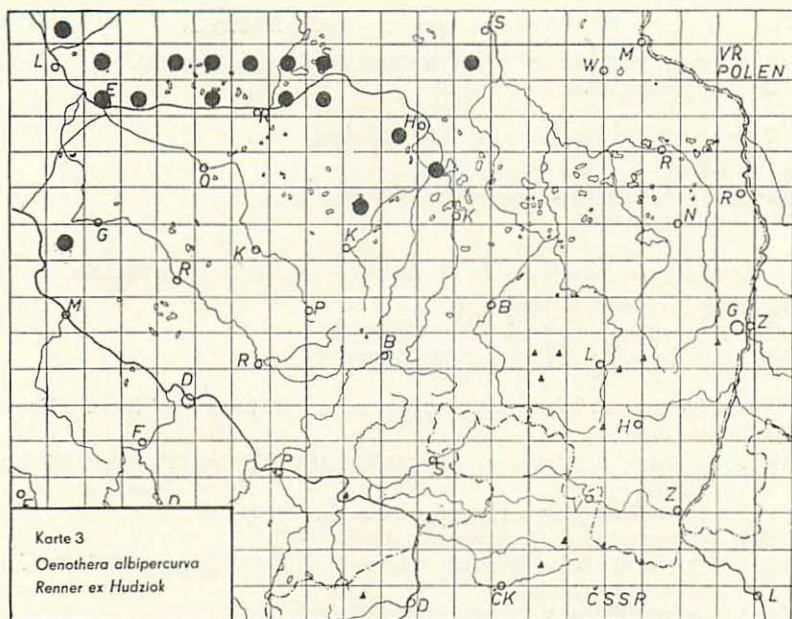 S
M
VR
POLEN
L
W
S
E
R
H
R
O
R
K
N
G
K
K
R
P
B
G
Z
M
B
R
L
D
H
F
P
S
Z
D
D
ČK
ČSSR
L
Karte 3
Oenothera albipercurva
Renner ex Hudziok